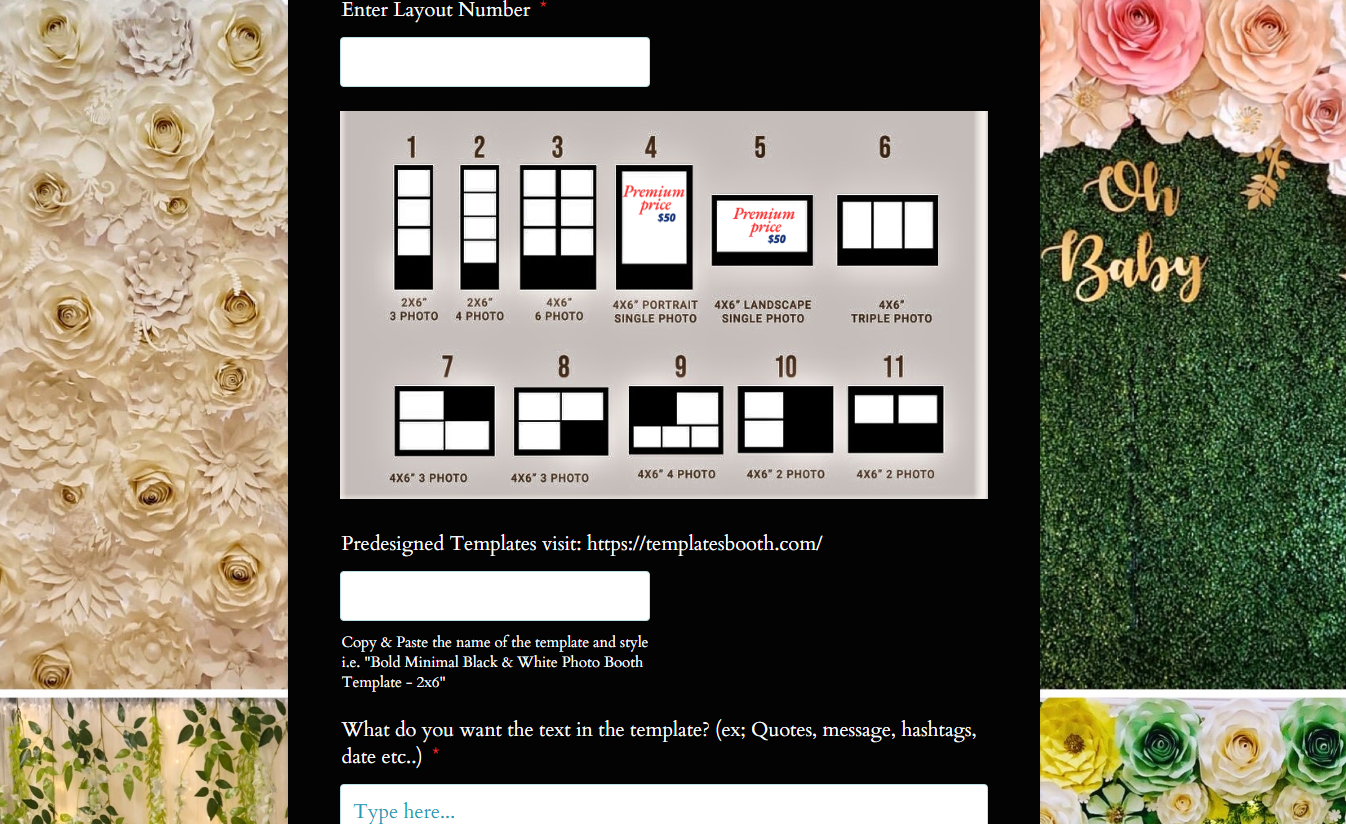 Enter Layout Number *
1 2 3 4 5 6
Premium
price
$50
Premium
price
$50
2X6"
3 PHOTO
2X6"
4 PHOTO
4X6"
6 PHOTO
4X6" PORTRAIT
SINGLE PHOTO
4X6" LANDSCAPE
SINGLE PHOTO
4X6"
TRIPLE PHOTO
7 8 9 10 11
4X6" 3 PHOTO
4X6" 3 PHOTO
4X6" 4 PHOTO
4X6" 2 PHOTO
4X6" 2 PHOTO
Predesigned Templates visit: https://templatesbooth.com/
Copy & Paste the name of the template and style
i.e. "Bold Minimal Black & White Photo Booth
Template - 2x6"
What do you want the text in the template? (ex; Quotes, message, hashtags,
date etc..) *
Type here...
Oh
Baby